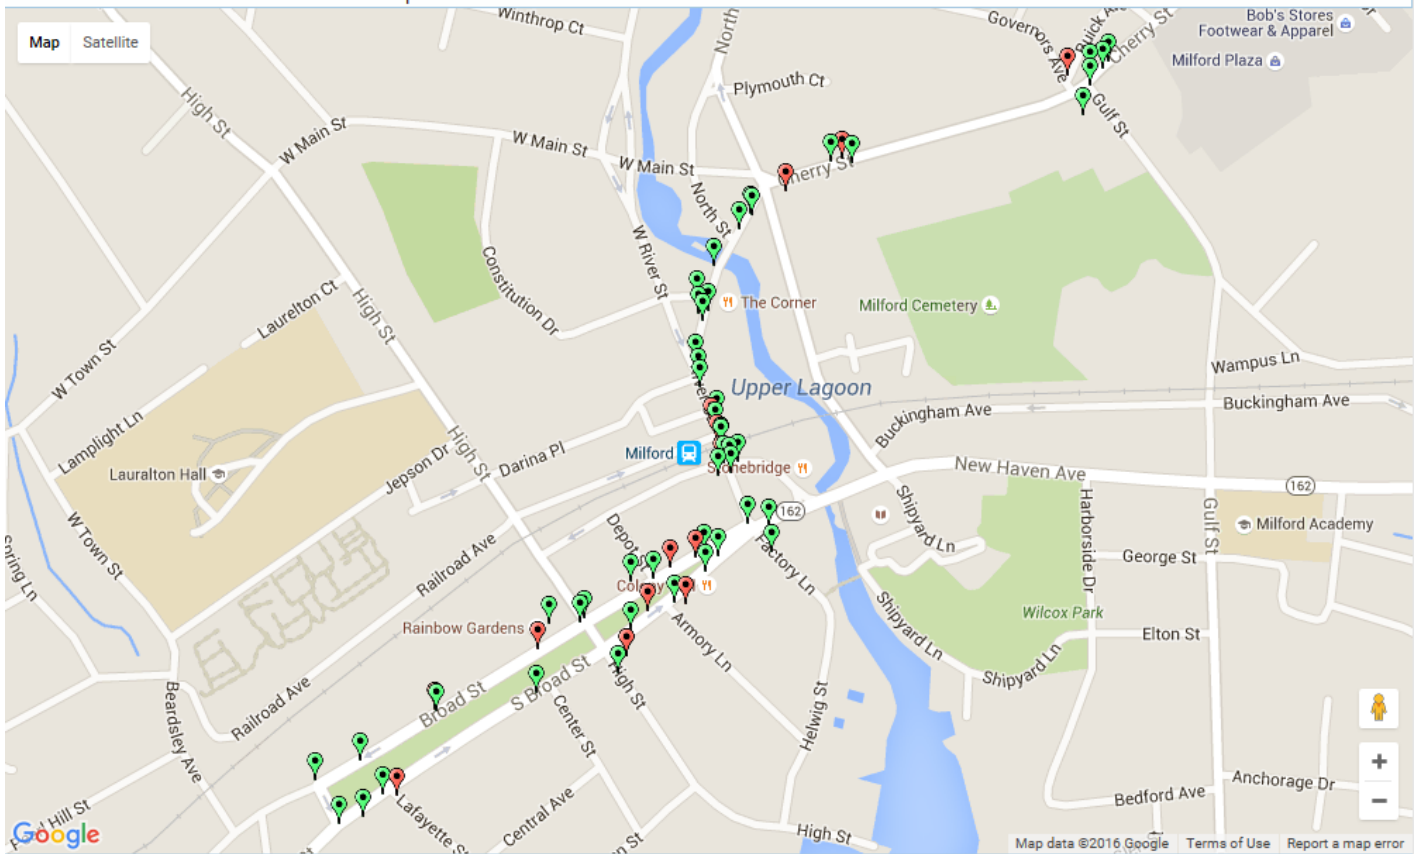 Map
Satellite
Winthrop Ct
North
Governors Ave
Buick
Cherry St
Bob's Stores
Footwear & Apparel
Milford Plaza
Plymouth Ct
High St
W Main St
W Main St
W Main St
Cherry St
Gulf St
North St
W River St
Constitution Dr
The Corner
Milford Cemetery
Laurelton Ct
High St
W Town St
Upper Lagoon
Wampus Ln
Buckingham Ave
Buckingham Ave
Lamplight Ln
High St
Darina Pl
Milford
Stonebridge
Lauralton Hall
Jepson Dr
New Haven Ave
162
162
Shipyard Ln
Harborside Dr
Gulf St
Milford Academy
W Town St
Spring Ln
Railroad Ave
Factory Ln
George St
Shipyard Ln
Wilcox Park
Rainbow Gardens
Armory Ln
Elton St
Shipyard Ln
Broad St
S Broad St
High St
Helwig St
Railroad Ave
Beardsley Ave
Center St
Lafayette St
Central Ave
Hill St
High St
Bedford Ave
Anchorage Dr
Google
Map data ©2016 Google
Terms of Use
Report a map error